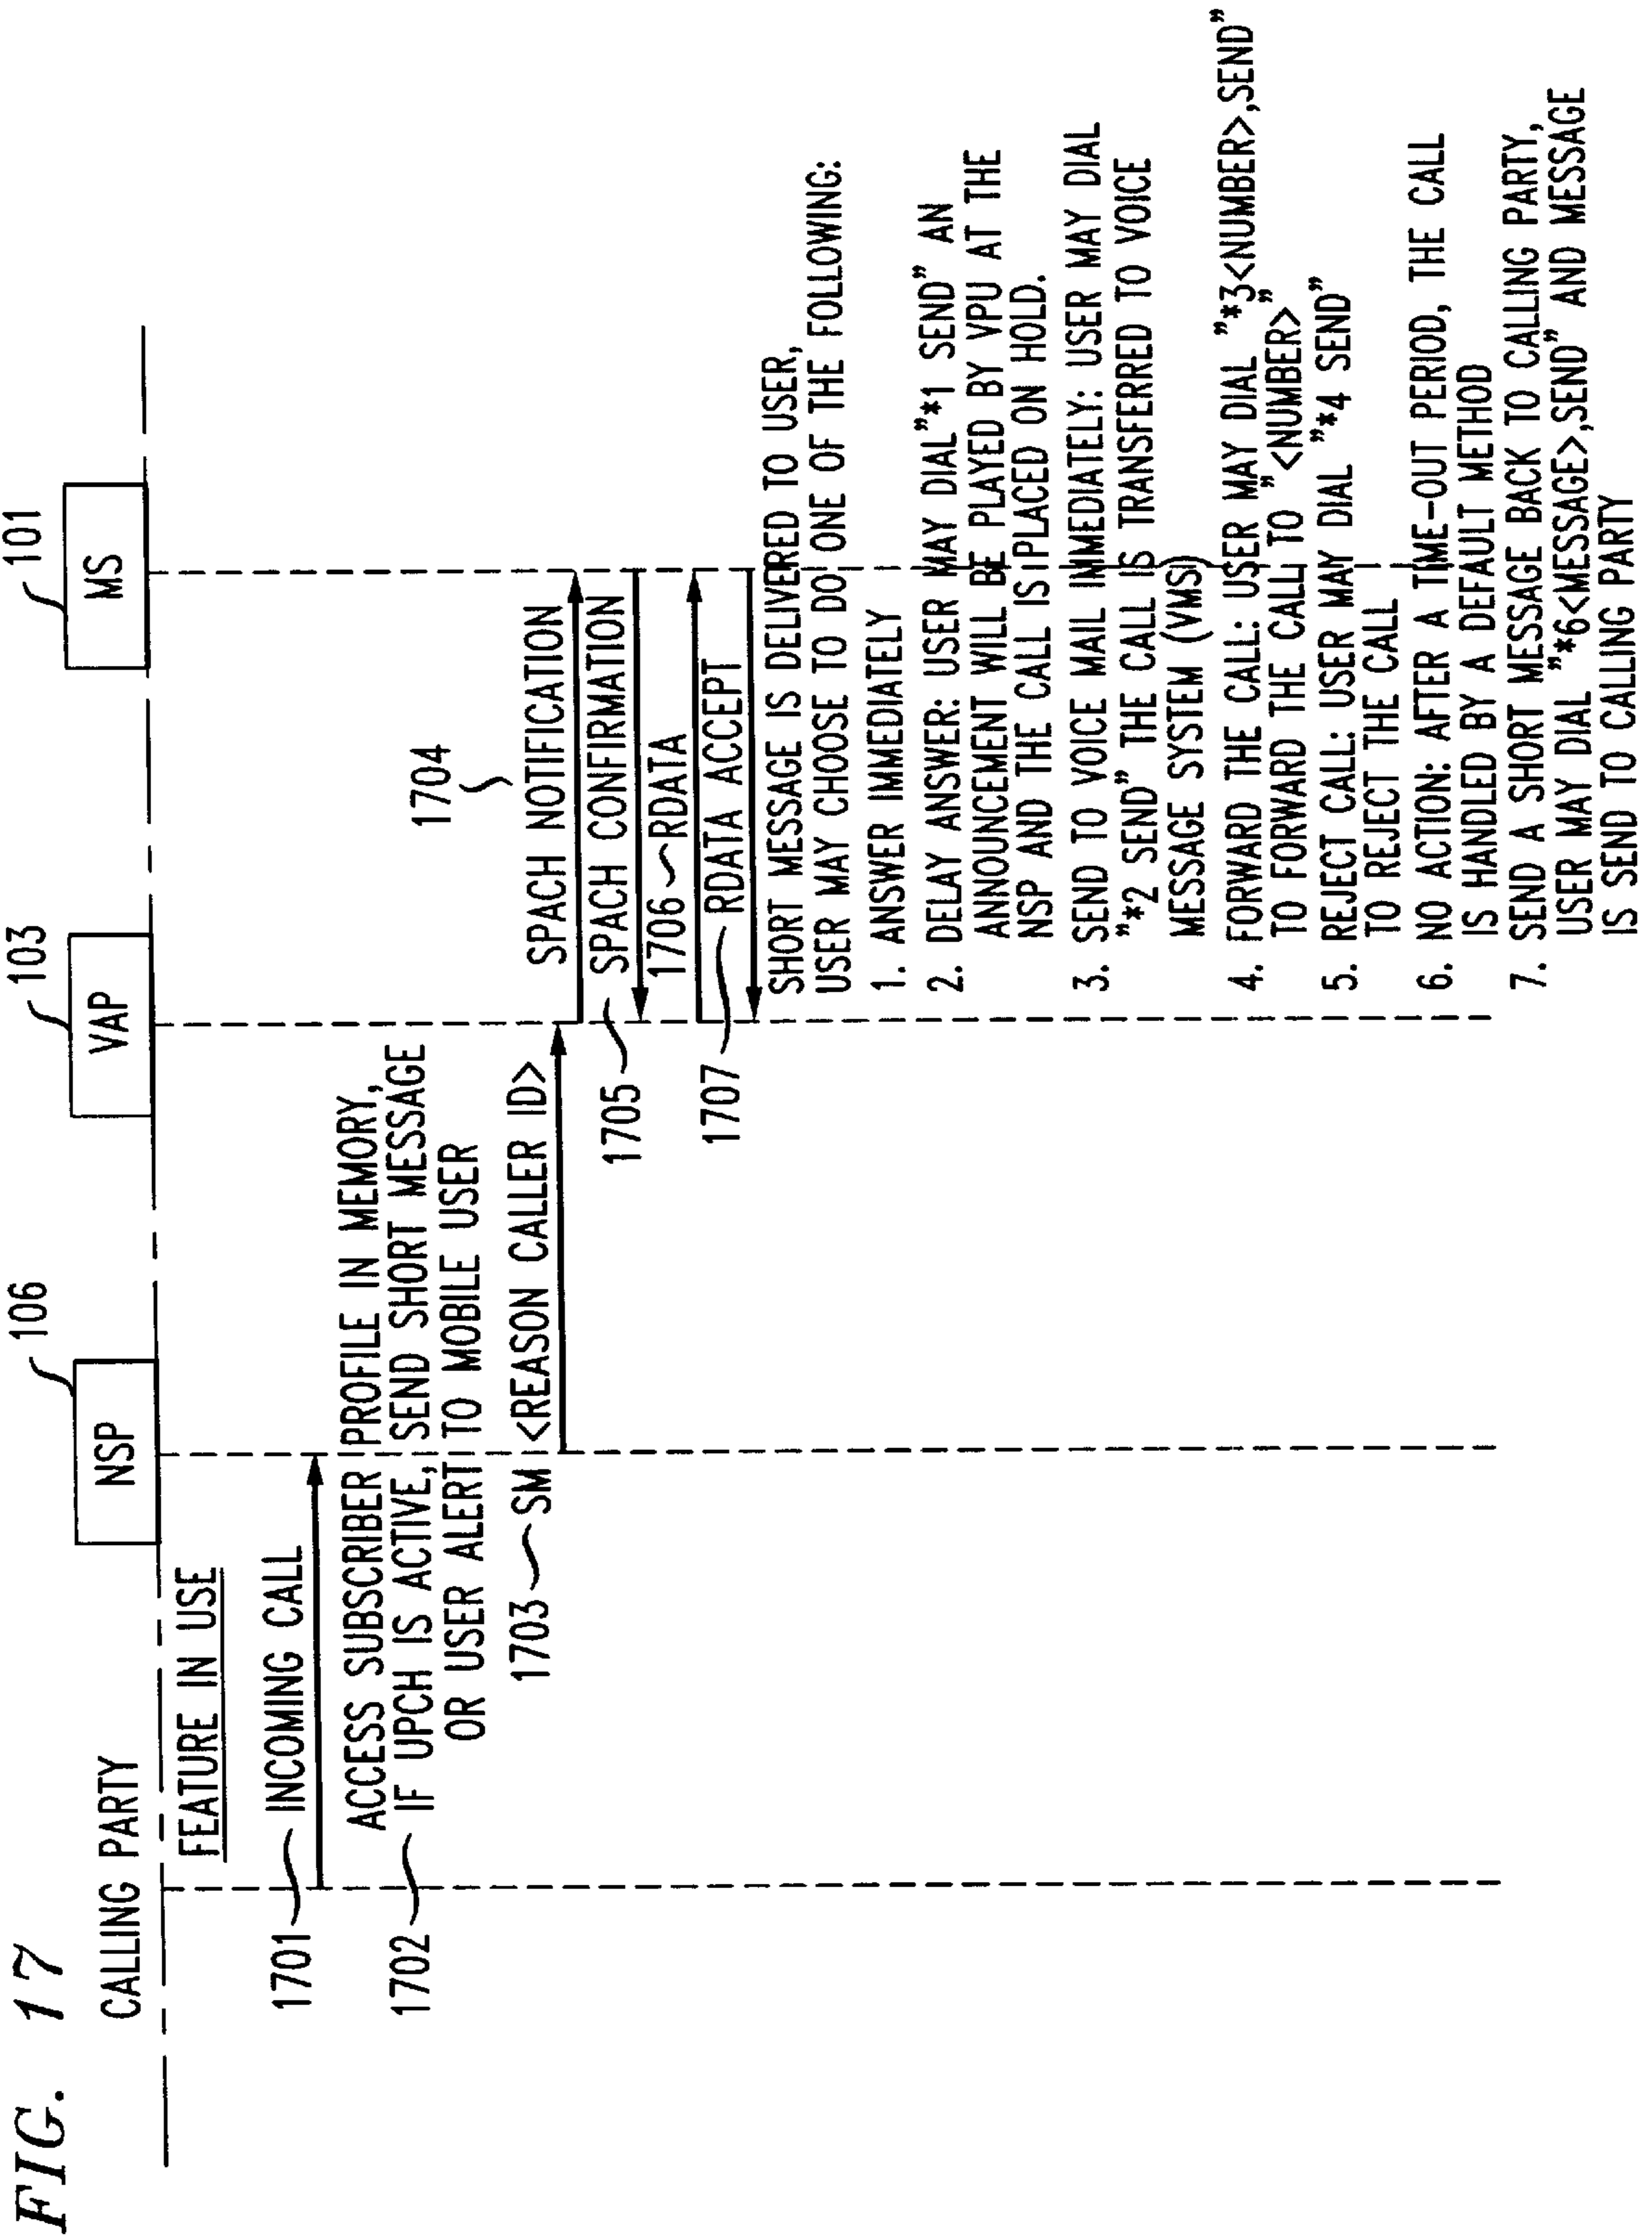 FIG. 17
106
103
101
CALLING PARTY
NSP
VAP
MS
FEATURE IN USE
1701
INCOMING CALL
ACCESS SUBSCRIBER PROFILE IN MEMORY,
1702
IF UPCH IS ACTIVE, SEND SHORT MESSAGE
OR USER ALERT TO MOBILE USER
1703
SM <REASON CALLER ID>
1704
SPACH NOTIFICATION
1705
SPACH CONFIRMATION
1706
RDATA
1707
RDATA ACCEPT
SHORT MESSAGE IS DELIVERED TO USER,
USER MAY CHOOSE TO DO ONE OF THE FOLLOWING:
1. ANSWER IMMEDIATELY
2. DELAY ANSWER: USER MAY DIAL"*1 SEND" AN
ANNOUNCEMENT WILL BE PLAYED BY VPU AT THE
NSP AND THE CALL IS PLACED ON HOLD.
3. SEND TO VOICE MAIL IMMEDIATELY: USER MAY DIAL
"*2 SEND" THE CALL IS TRANSFERRED TO VOICE
MESSAGE SYSTEM (VMS)
4. FORWARD THE CALL: USER MAY DIAL "*3<NUMBER>,SEND"
TO FORWARD THE CALL TO "<NUMBER>"
5. REJECT CALL: USER MAY DIAL "*4 SEND"
TO REJECT THE CALL
6. NO ACTION: AFTER A TIME-OUT PERIOD, THE CALL
IS HANDLED BY A DEFAULT METHOD
7. SEND A SHORT MESSAGE BACK TO CALLING PARTY,
USER MAY DIAL "*6<MESSAGE>,SEND" AND MESSAGE
IS SEND TO CALLING PARTY